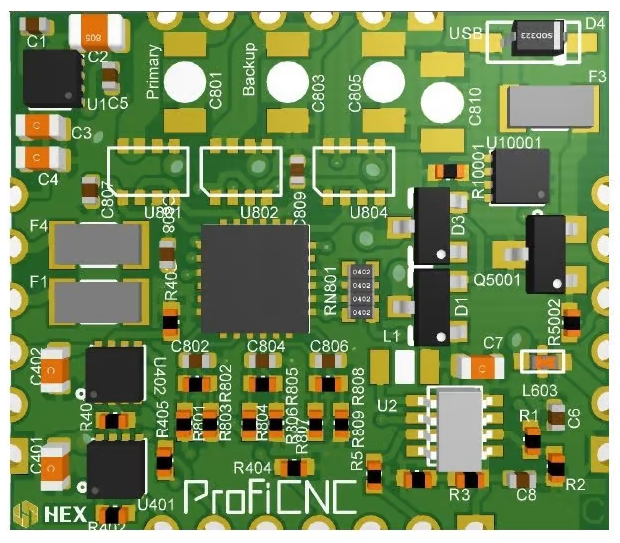 C1
C2
805
U1
C5
C3
C4
Primary
C801
Backup
C803
C805
C810
USB
SOD323
D4
F3
U10001
R10001
U801
U802
C809
U804
C807
F4
F1
RN801
0402
0402
0402
0402
D3
D1
Q5001
R5002
L1
C7
L603
C802
C804
C806
R802
R805
R808
C402
U402
R405
R801
R803
R804
R806
R807
R809
U2
R1
C6
R2
C401
U401
R404
R5
R3
C8
ProfiCNC
HEX
R402